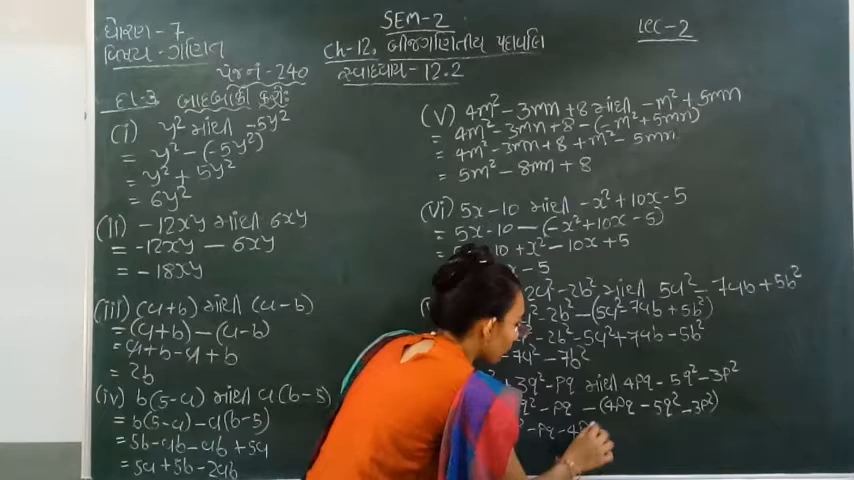 ધોરણ - 7
વિષય - ગણિત
SEM-2
Ch-12. બીજગણિતીય પદાવલિ
સ્વાધ્યાય - 12.2
LEC-2
પેજ નં - 240
દા.3 બાદબાકી કરો:
(i) y² માંથી -5y²
= y² - (-5y²)
= y² + 5y²
= 6y²
(ii) -12xy માંથી 6xy
= -12xy - 6xy
= -18xy
(iii) (a+b) માંથી (a-b)
= (a+b) - (a-b)
= a+b - a + b
= 2b
(iv) b(5-a) માંથી a(b-5)
= b(5-a) - a(b-5)
= 5b - ab - ab + 5a
= 5a + 5b - 2ab
(v) 4m² - 3mn + 8 માંથી -m² + 5mn
= 4m² - 3mn + 8 - (-m² + 5mn)
= 4m² - 3mn + 8 + m² - 5mn
= 5m² - 8mn + 8
(vi) 5x - 10 માંથી -x² + 10x - 5
= 5x - 10 - (-x² + 10x - 5)
= 5x - 10 + x² - 10x + 5
x - 5
- 2b² માંથી 5a² - 7ab + 5b²
- 2b² - (5a² - 7ab + 5b²)
- 2b² - 5a² + 7ab - 5b²
- 7a² - 7b²
+ 3q² - pq માંથી 4pq - 5q² - 3p²
q² - pq - (4pq - 5q² - 3p²)
- pq - 4p